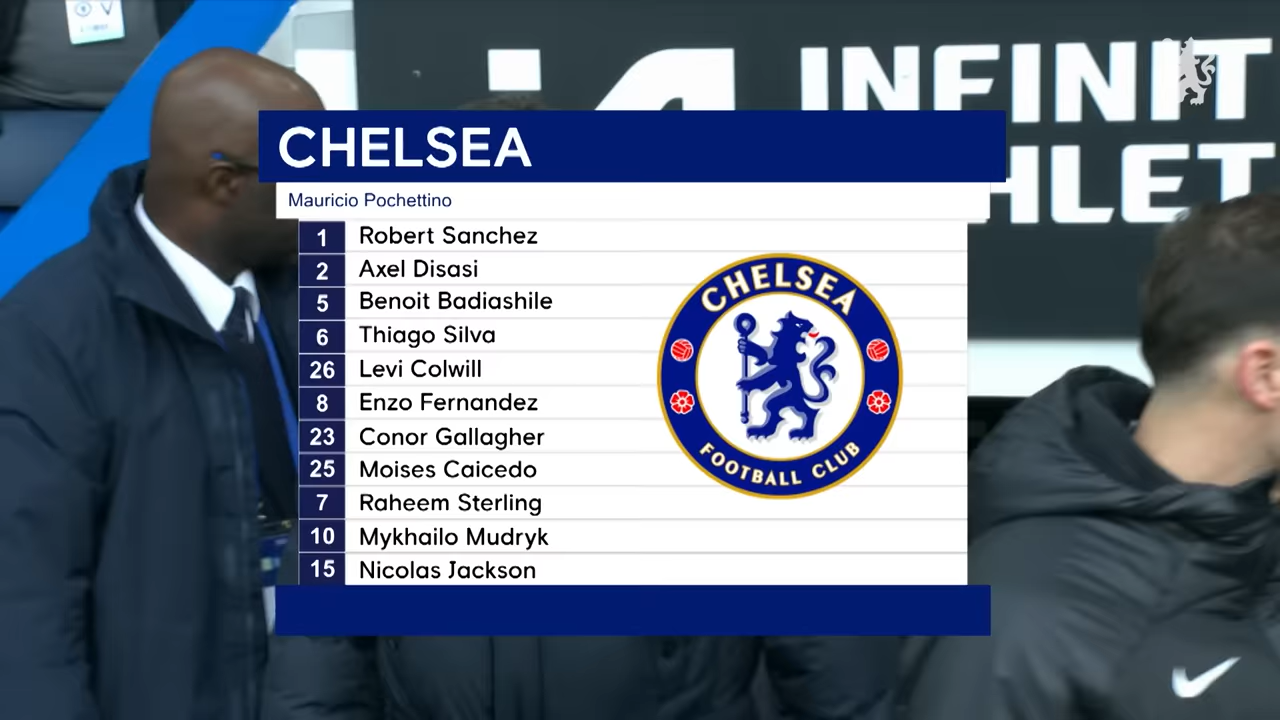 INFINIT
HLET
CHELSEA
Mauricio Pochettino
1 Robert Sanchez
2 Axel Disasi
5 Benoit Badiashile
6 Thiago Silva
26 Levi Colwill
8 Enzo Fernandez
23 Conor Gallagher
25 Moises Caicedo
7 Raheem Sterling
10 Mykhailo Mudryk
15 Nicolas Jackson
CHELSEA
FOOTBALL CLUB